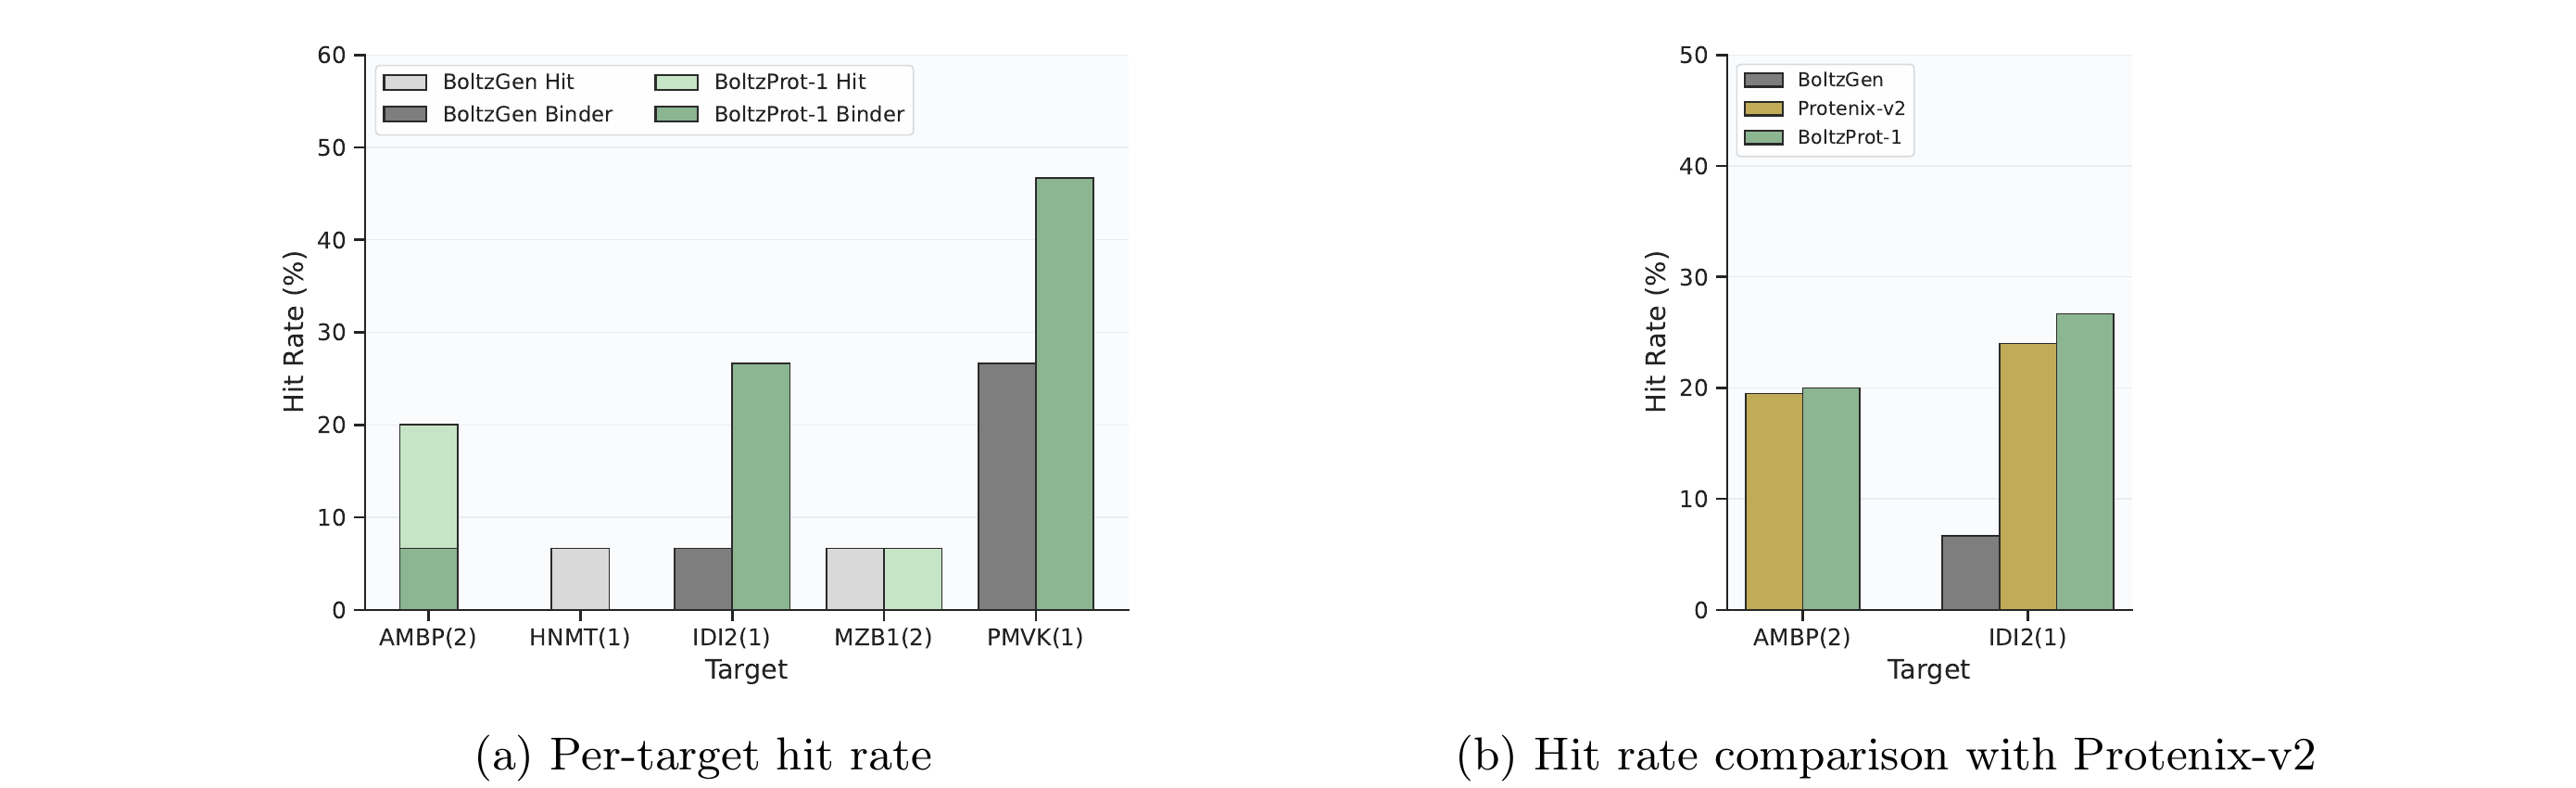 60
50
40
30
20
10
0
Hit Rate (%)
BoltzGen Hit
BoltzGen Binder
BoltzProt-1 Hit
BoltzProt-1 Binder
AMBP(2) HNMT(1) IDI2(1) MZB1(2) PMVK(1)
Target
(a) Per-target hit rate
50
40
30
20
10
0
Hit Rate (%)
BoltzGen
Protenix-v2
BoltzProt-1
AMBP(2) IDI2(1)
Target
(b) Hit rate comparison with Protenix-v2